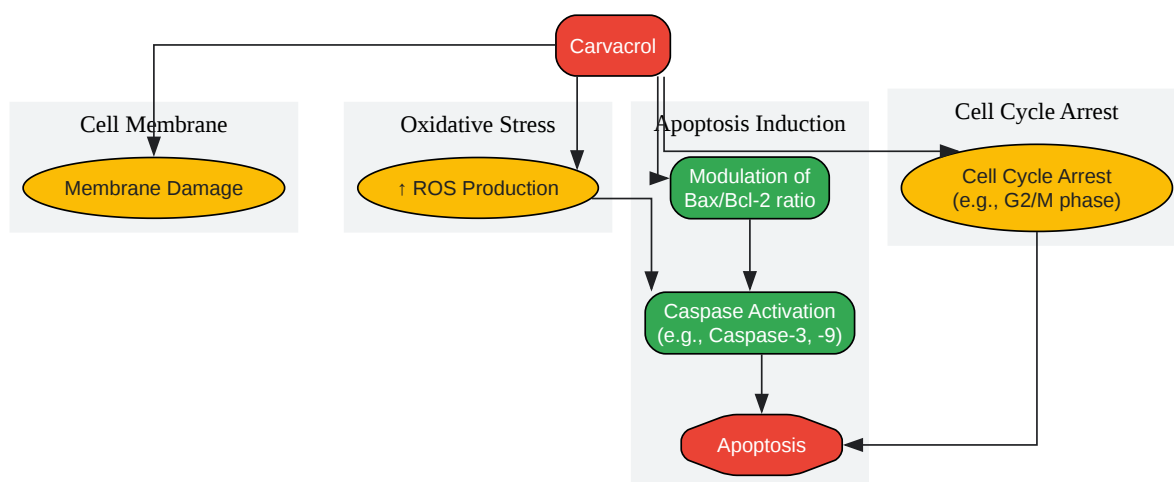 Carvacrol
Cell Membrane
Oxidative Stress
Apoptosis Induction
Cell Cycle Arrest
Membrane Damage
↑ ROS Production
Modulation of
Bax/Bcl-2 ratio
Cell Cycle Arrest
(e.g., G2/M phase)
Caspase Activation
(e.g., Caspase-3, -9)
Apoptosis